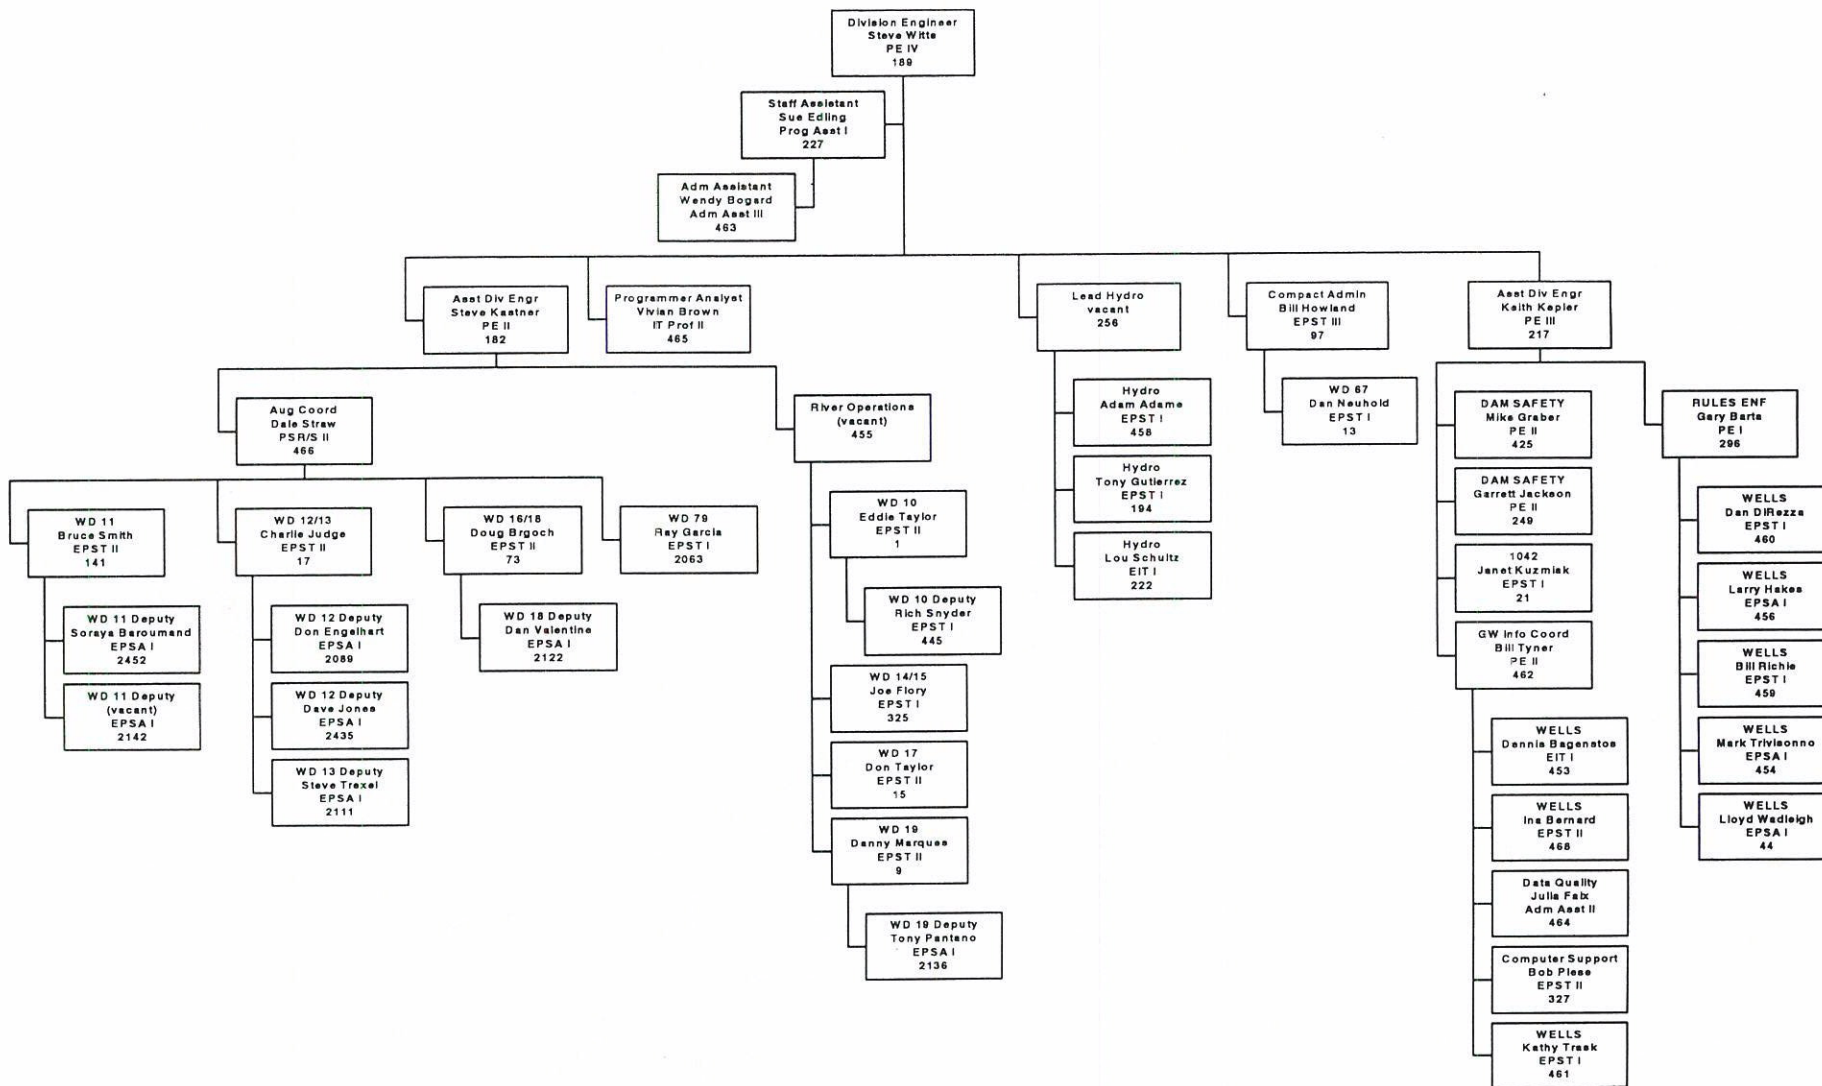 Division Engineer
Steve Witte
PE IV
189
Staff Assistant
Sue Edling
Prog Asst I
227
Adm Assistant
Wendy Bogard
Adm Asst III
463
Asst Div Engr
Steve Kastner
PE II
182
Programmer Analyst
Vivian Brown
IT Prof II
465
Lead Hydro
vacant
256
Compact Admin
Bill Howland
EPST III
97
Asst Div Engr
Keith Kepler
PE III
217
Aug Coord
Dale Straw
PSR/S II
466
River Operations
(vacant)
455
Hydro
Adam Adame
EPST I
458
Hydro
Tony Gutierrez
EPST I
194
Hydro
Lou Schultz
EIT I
222
WD 67
Dan Neuhold
EPST I
13
DAM SAFETY
Mike Graber
PE II
425
DAM SAFETY
Garrett Jackson
PE II
249
1042
Janet Kuzmiak
EPST I
21
GW Info Coord
Bill Tyner
PE II
462
RULES ENF
Gary Barta
PE I
296
WD 11
Bruce Smith
EPST II
141
WD 11 Deputy
Soraya Baroumand
EPSA I
2452
WD 11 Deputy
(vacant)
EPSA I
2142
WD 12/13
Charlie Judge
EPST II
17
WD 12 Deputy
Don Engelhart
EPSA I
2089
WD 12 Deputy
Dave Jones
EPSA I
2435
WD 13 Deputy
Steve Trexel
EPSA I
2111
WD 16/18
Doug Brgoch
EPST II
73
WD 18 Deputy
Dan Valentine
EPSA I
2122
WD 79
Ray Garcia
EPST I
2063
WD 10
Eddie Taylor
EPST II
1
WD 10 Deputy
Rich Snyder
EPST I
445
WD 14/15
Joe Flory
EPST I
325
WD 17
Don Taylor
EPST II
15
WD 19
Danny Marques
EPST II
9
WD 19 Deputy
Tony Pantano
EPSA I
2136
WELLS
Dennis Bagenatos
EIT I
453
WELLS
Ina Bernard
EPST II
468
Data Quality
Julia Faix
Adm Asst II
464
Computer Support
Bob Plese
EPST II
327
WELLS
Kathy Trask
EPST I
461
WELLS
Dan DiRezza
EPST I
460
WELLS
Larry Hakes
EPSA I
456
WELLS
Bill Richie
EPST I
459
WELLS
Mark Trivisonno
EPSA I
454
WELLS
Lloyd Wadleigh
EPSA I
44